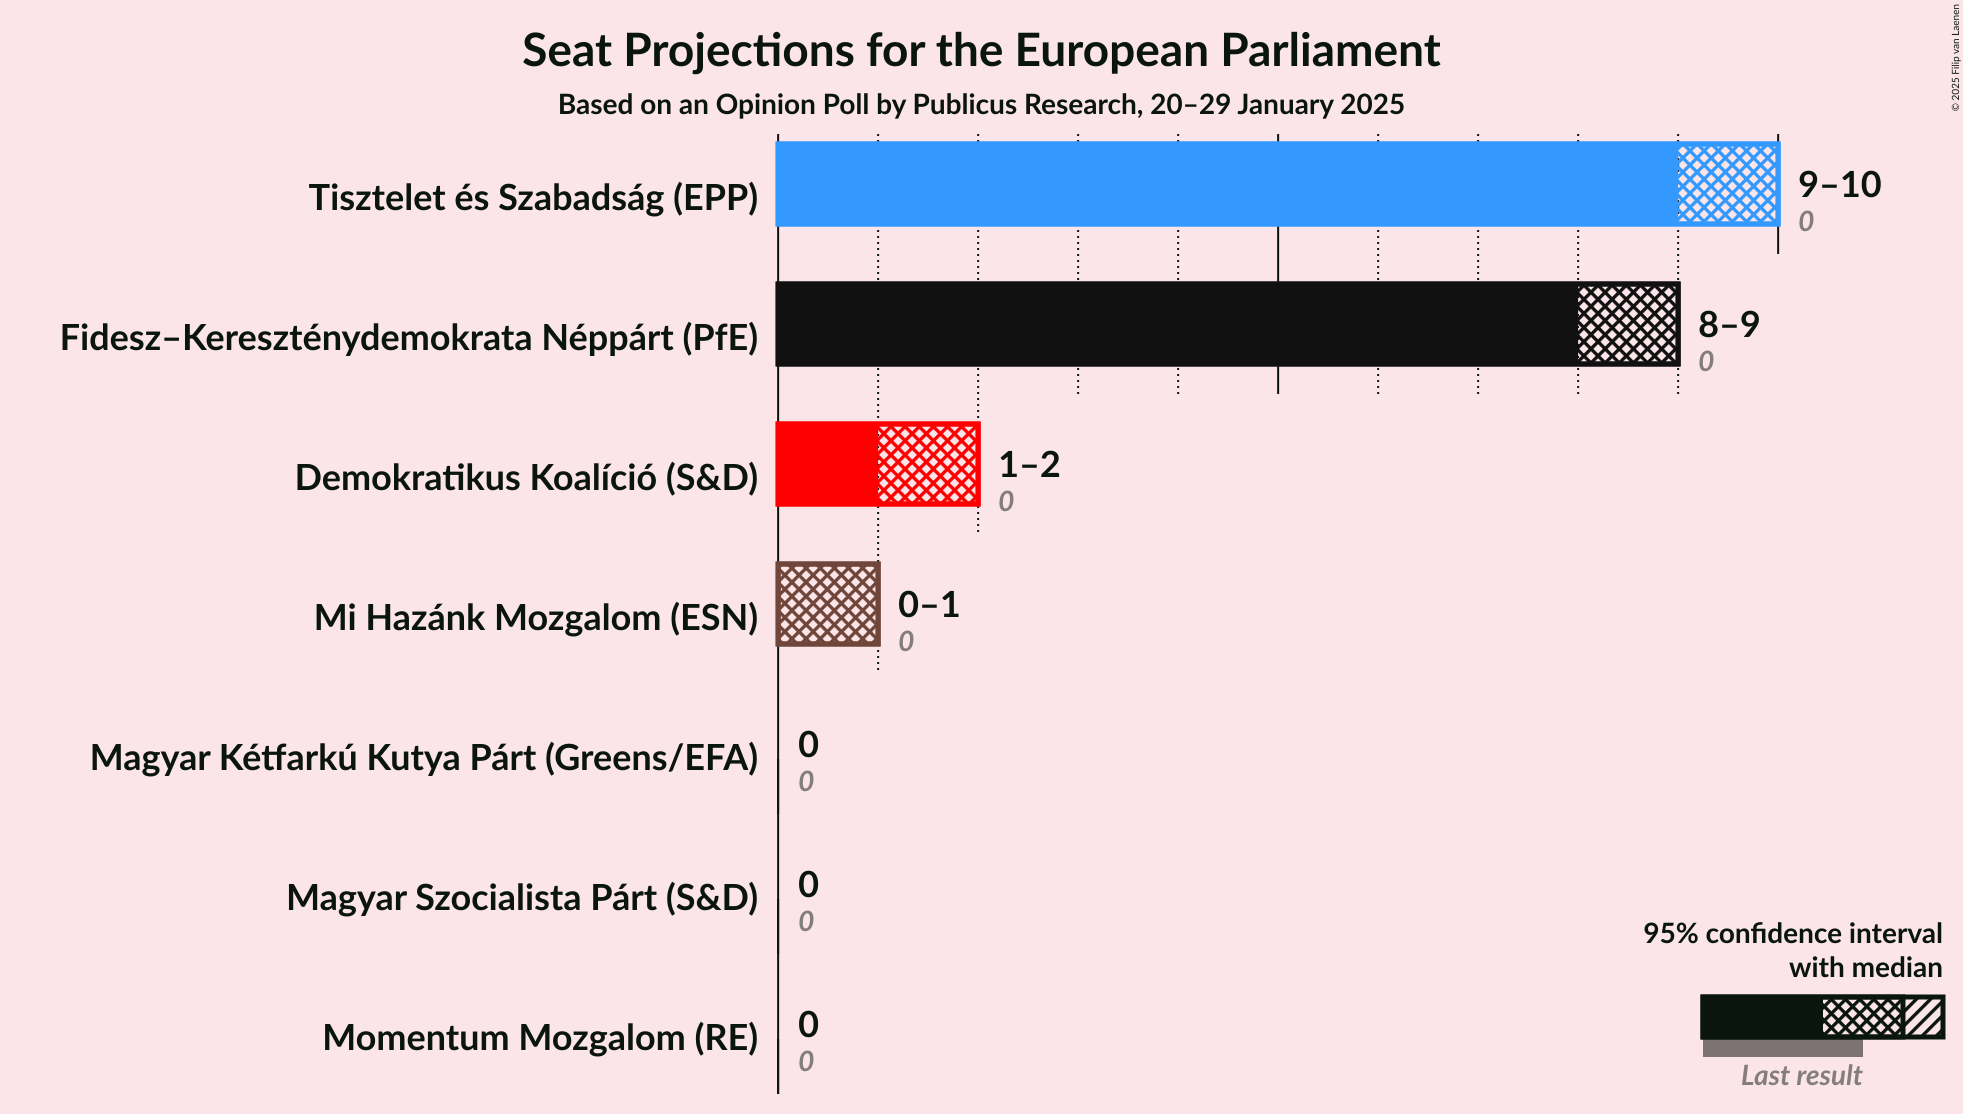 Seat Projections for the European Parliament
Based on an Opinion Poll by Publicus Research, 20–29 January 2025
© 2025 Filip van Laenen
Tisztelet és Szabadság (EPP)
9–10
0
Fidesz–Kereszténydemokrata Néppárt (PfE)
8–9
0
Demokratikus Koalíció (S&D)
1–2
0
Mi Hazánk Mozgalom (ESN)
0–1
0
Magyar Kétfarkú Kutya Párt (Greens/EFA)
0
0
Magyar Szocialista Párt (S&D)
0
0
Momentum Mozgalom (RE)
0
0
95% confidence interval
with median
Last result